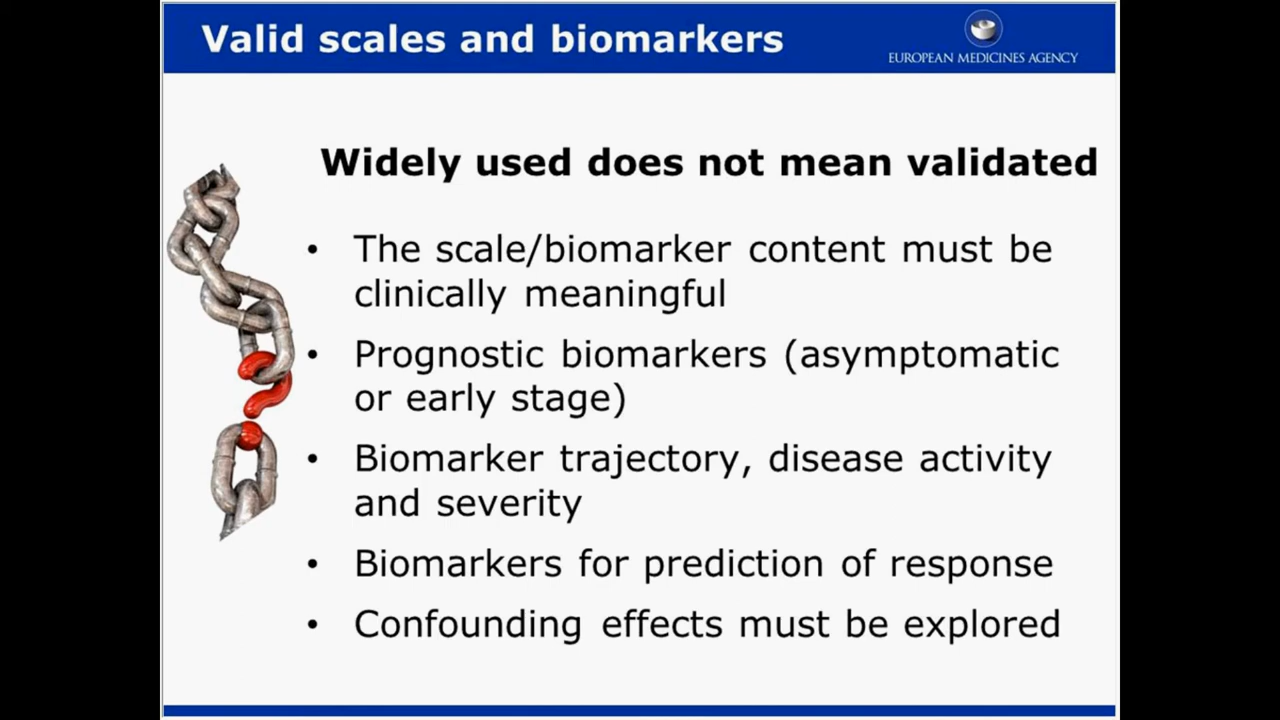 Valid scales and biomarkers
EUROPEAN MEDICINES AGENCY
Widely used does not mean validated
• The scale/biomarker content must be
clinically meaningful
• Prognostic biomarkers (asymptomatic
or early stage)
• Biomarker trajectory, disease activity
and severity
• Biomarkers for prediction of response
• Confounding effects must be explored